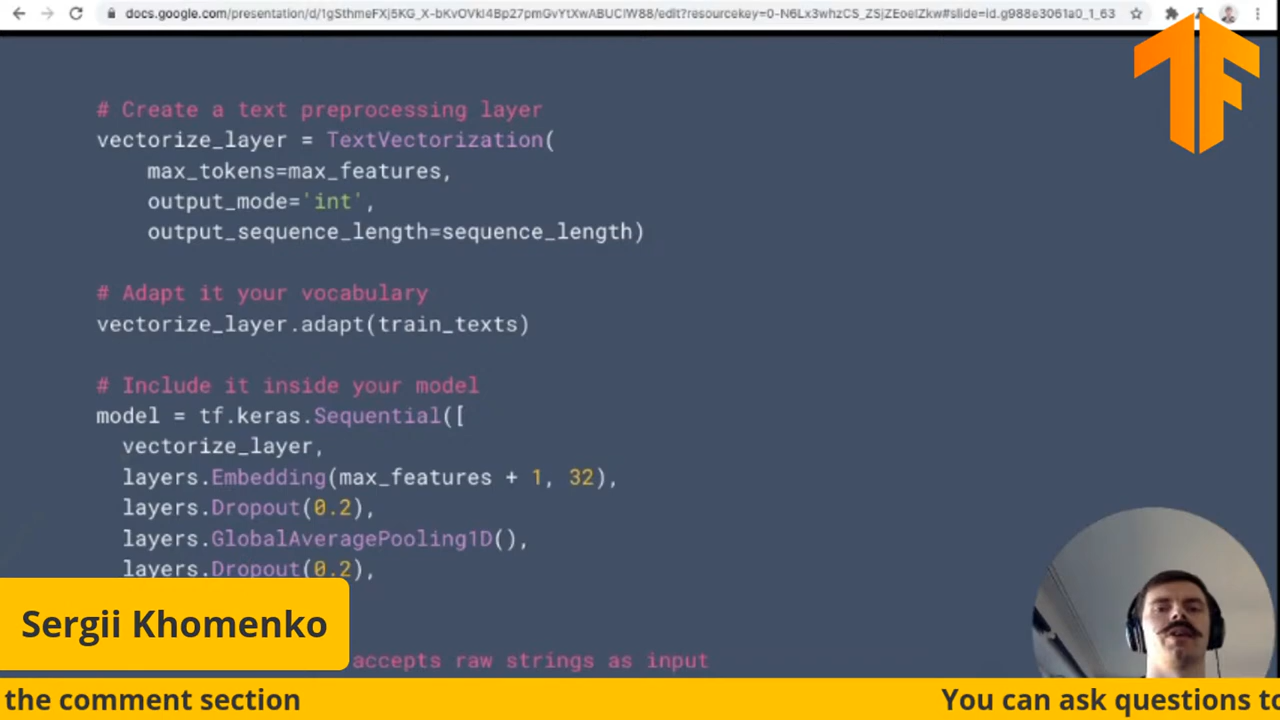 docs.google.com/presentation/d/1gSthmeFXj5KG_X-bKvOVkI4Bp27pmGvYtXwABUCIW88/edit?resourcekey=0-N6Lx3whzCS_ZSjZEoeIZkw#slide=id.g988e3061a0_1_63
# Create a text preprocessing layer
vectorize_layer = TextVectorization(
max_tokens=max_features,
output_mode='int',
output_sequence_length=sequence_length)
# Adapt it your vocabulary
vectorize_layer.adapt(train_texts)
# Include it inside your model
model = tf.keras.Sequential([
vectorize_layer,
layers.Embedding(max_features + 1, 32),
layers.Dropout(0.2),
layers.GlobalAveragePooling1D(),
layers.Dropout(0.2),
Sergii Khomenko
accepts raw strings as input
the comment section
You can ask questions to